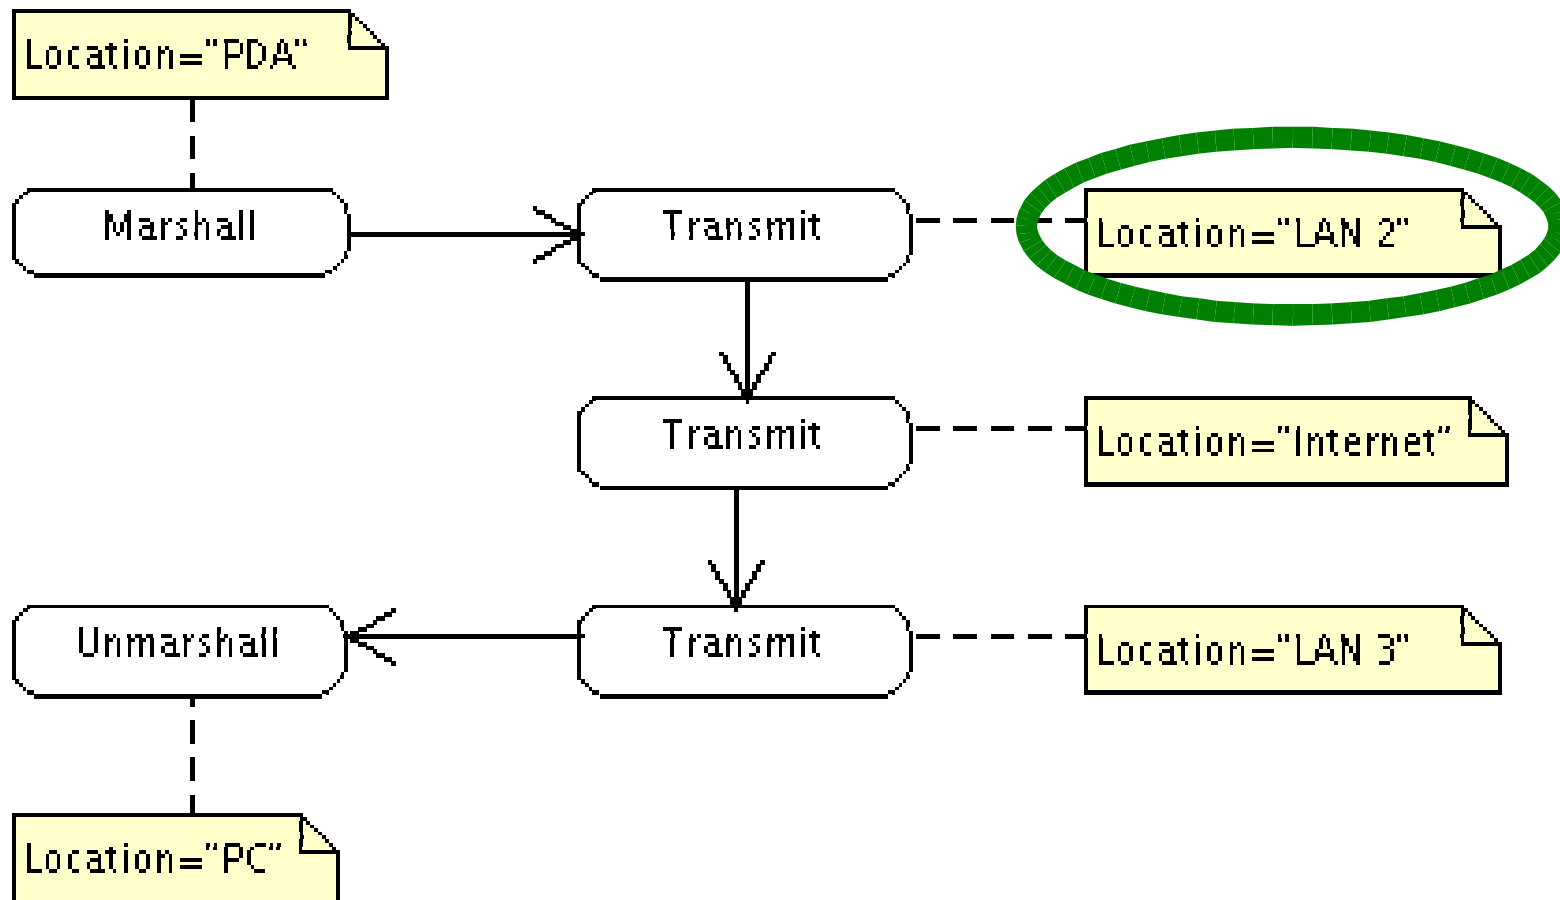 Location="PDA"
Marshall
Transmit
Location="LAN 2"
Transmit
Location="Internet"
Unmarshall
Transmit
Location="LAN 3"
Location="PC"